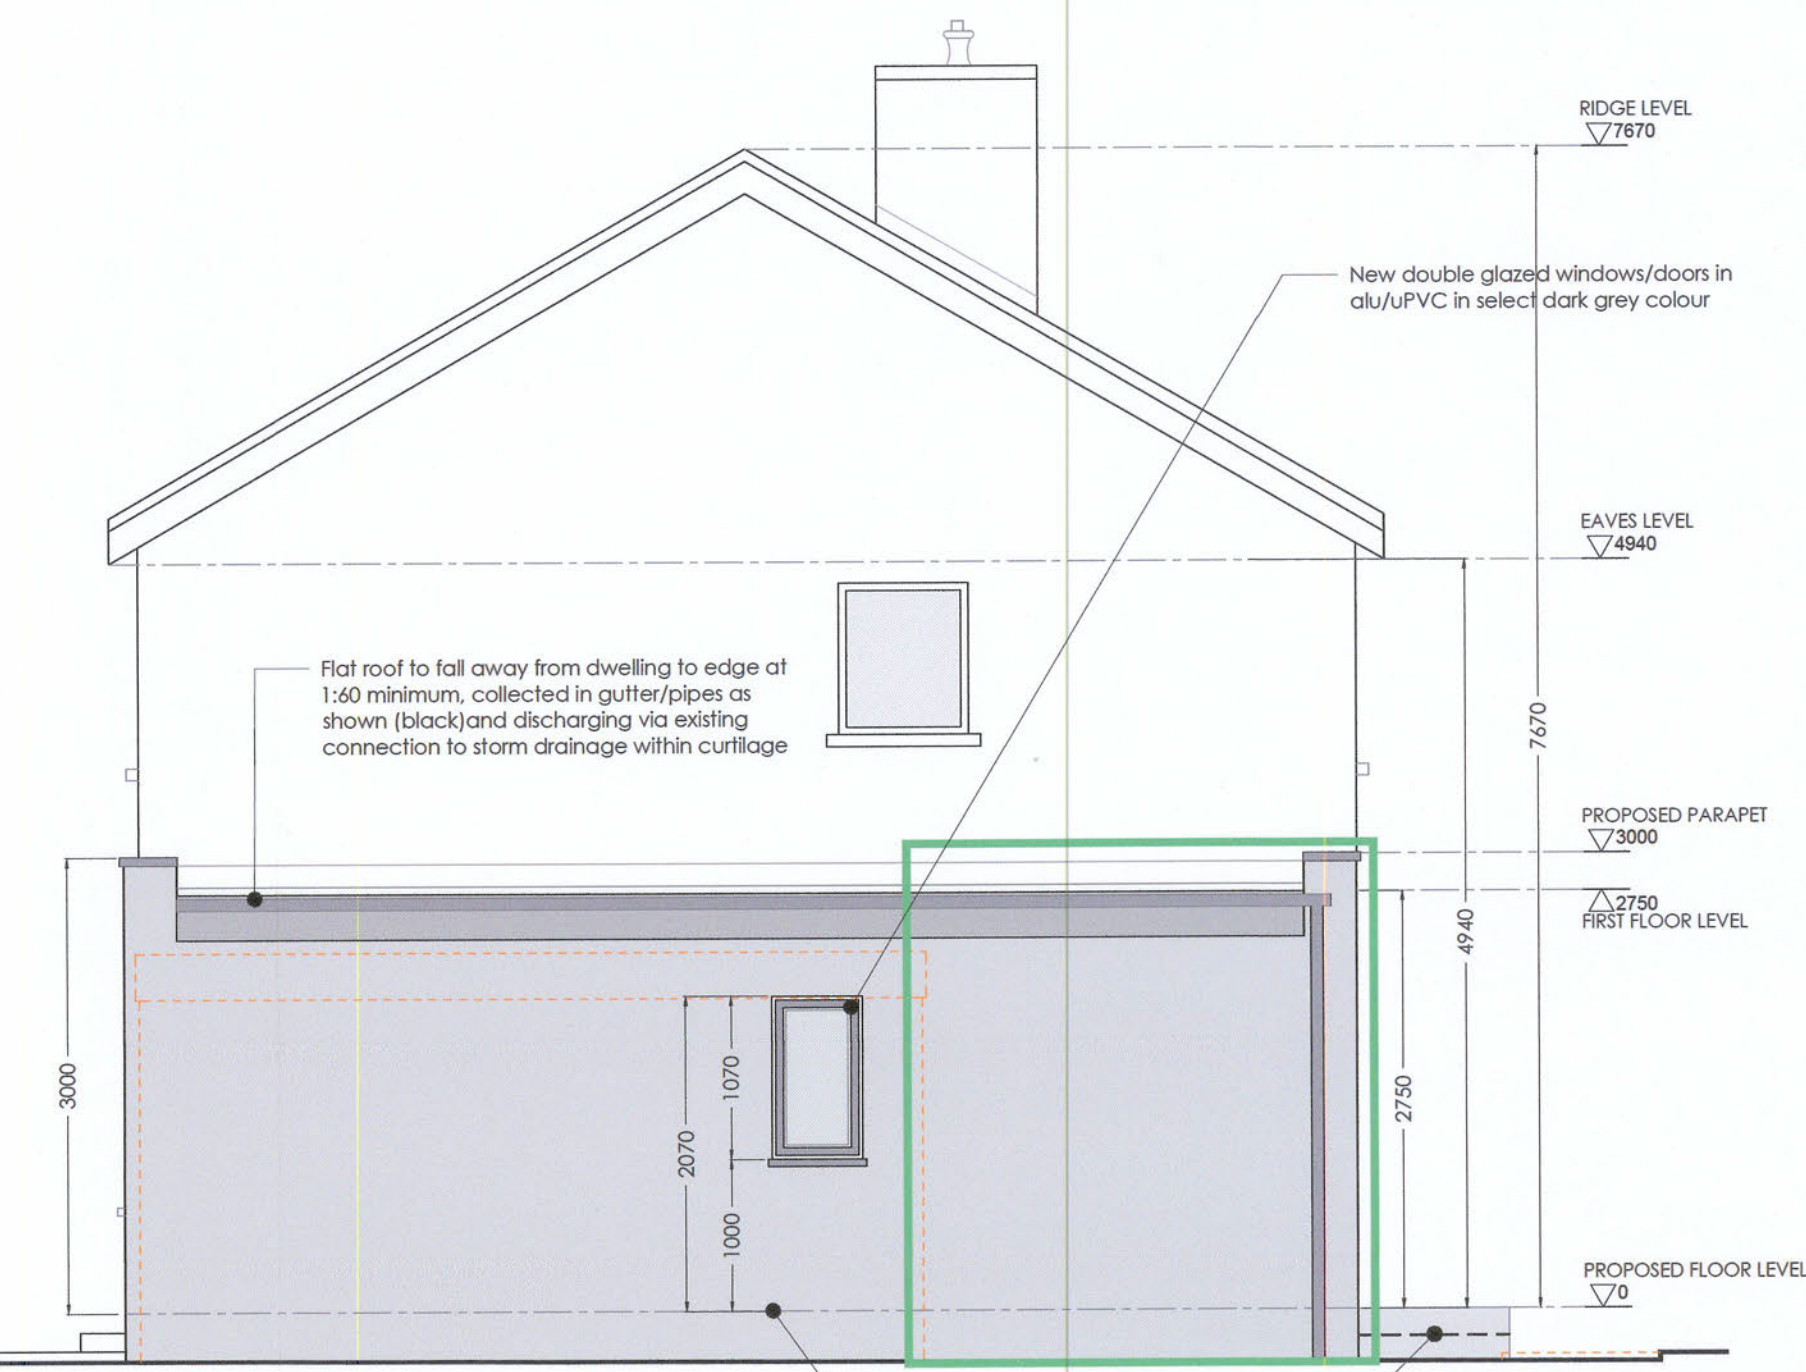 RIDGE LEVEL
7670
New double glazed windows/doors in
alu/uPVC in select dark grey colour
EAVES LEVEL
4940
Flat roof to fall away from dwelling to edge at
1:60 minimum, collected in gutter/pipes as
shown (black)and discharging via existing
connection to storm drainage within curtilage
7670
PROPOSED PARAPET
3000
2750
FIRST FLOOR LEVEL
4940
3000
1070
2070
2750
1000
PROPOSED FLOOR LEVEL
0